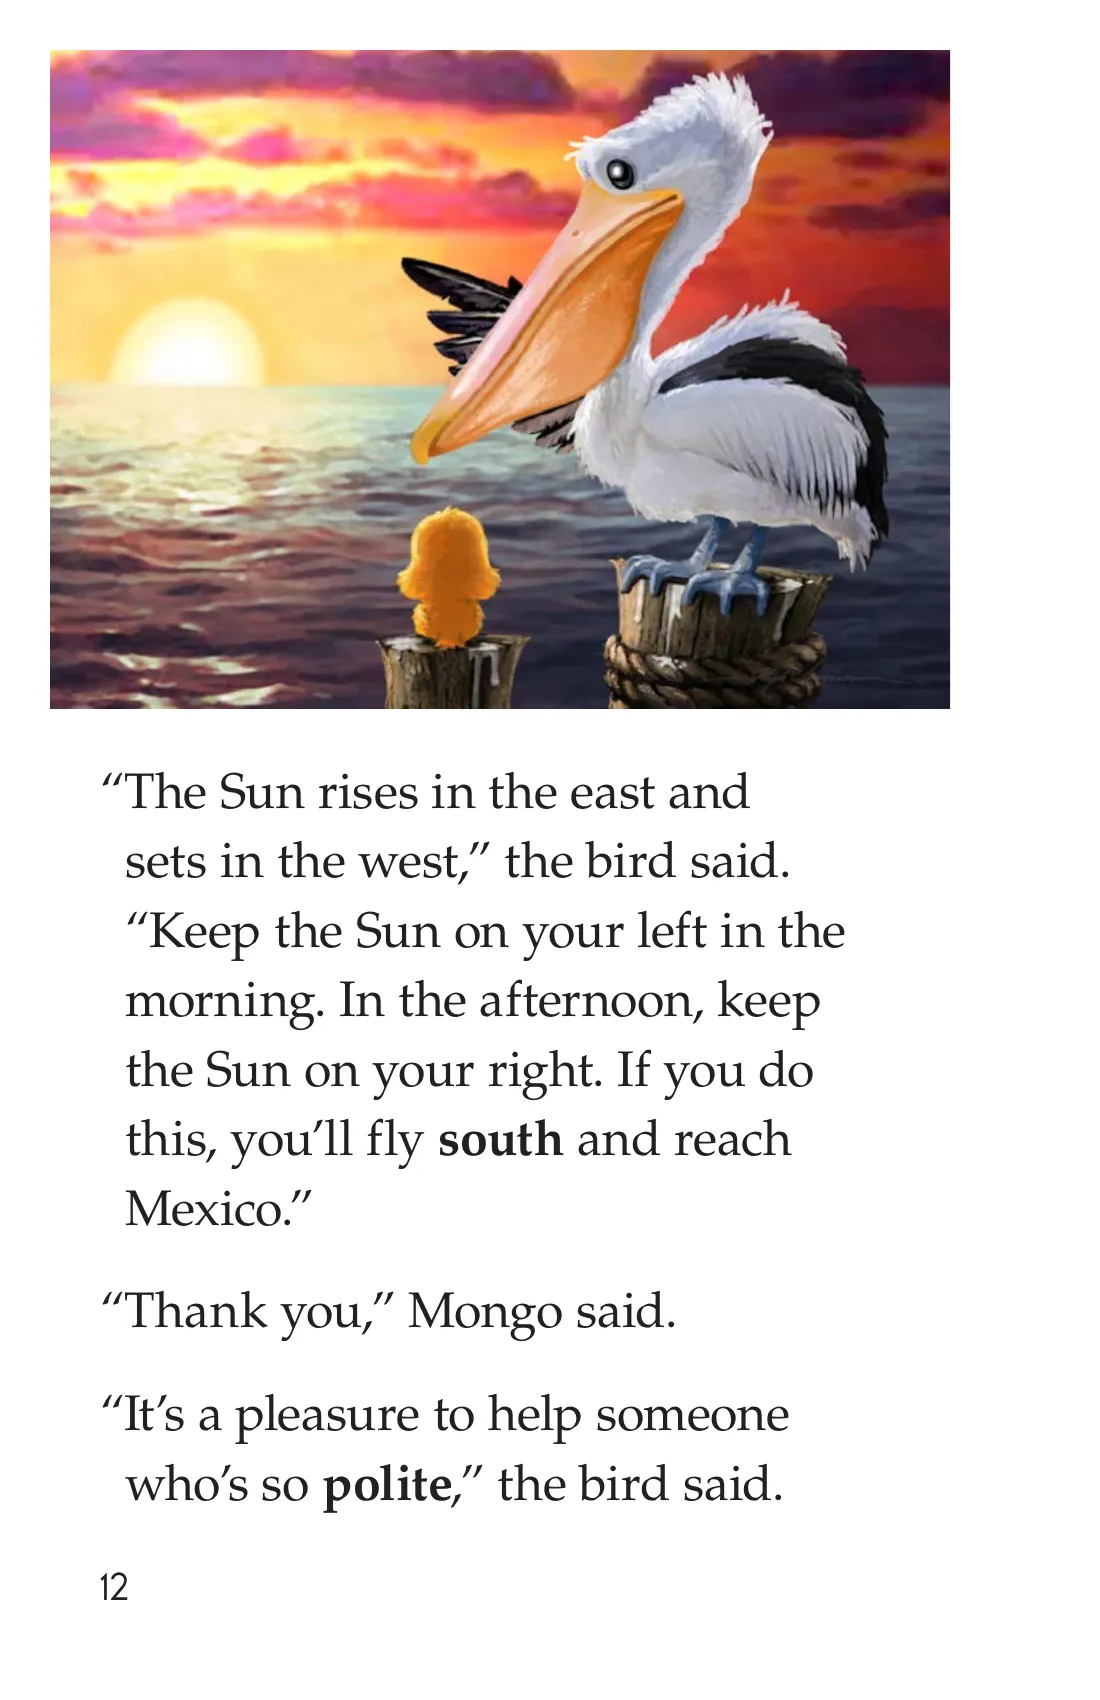 “The Sun rises in the east and
sets in the west,” the bird said.
“Keep the Sun on your left in the
morning. In the afternoon, keep
the Sun on your right. If you do
this, you’ll fly south and reach
Mexico.”
“Thank you,” Mongo said.
“It’s a pleasure to help someone
who’s so polite,” the bird said.
12